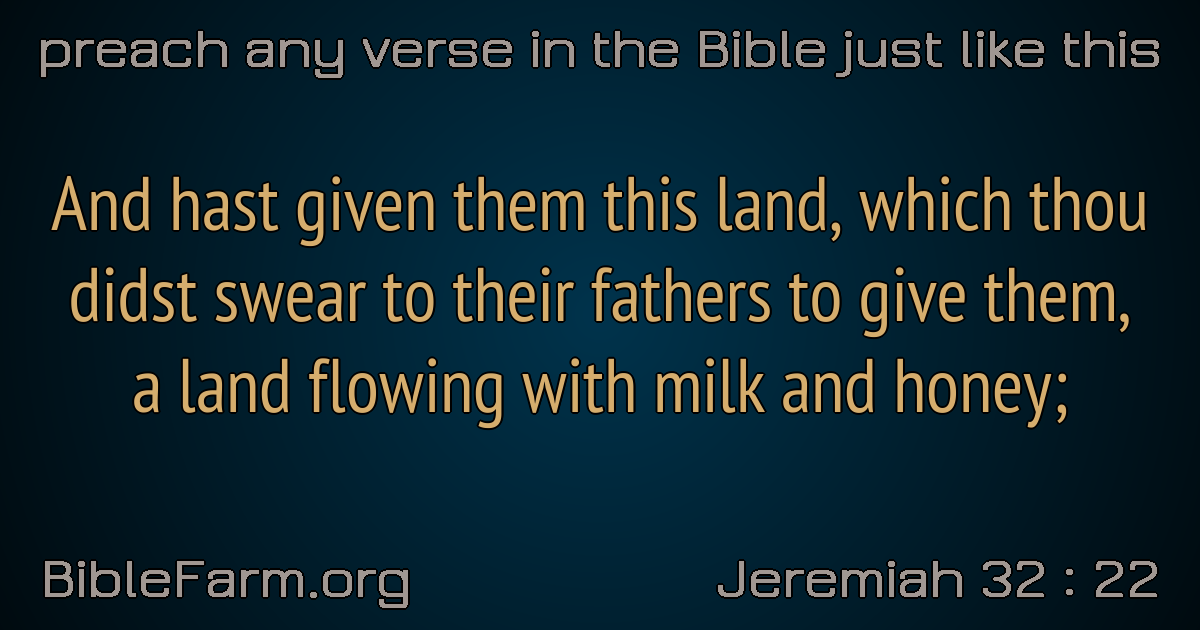 preach any verse in the Bible just like this
And hast given them this land, which thou
didst swear to their fathers to give them,
a land flowing with milk and honey;
BibleFarm.org
Jeremiah 32 : 22